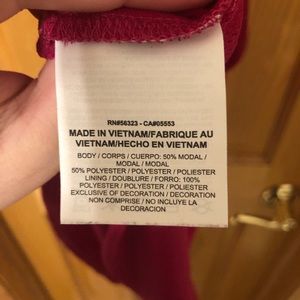 RN#56323 - CA#05553
MADE IN VIETNAM/FABRIQUE AU
VIETNAM/HECHO EN VIETNAM
BODY / CORPS / CUERPO: 50% MODAL
/ MODAL / MODAL
50% POLYESTER / POLYESTER / POLIESTER
LINING / DOUBLURE / FORRO: 100%
POLYESTER / POLYESTER / POLIESTER
EXCLUSIVE OF DECORATION / DECORATION
NON COMPRISE / NO INCLUYE LA
DECORACION